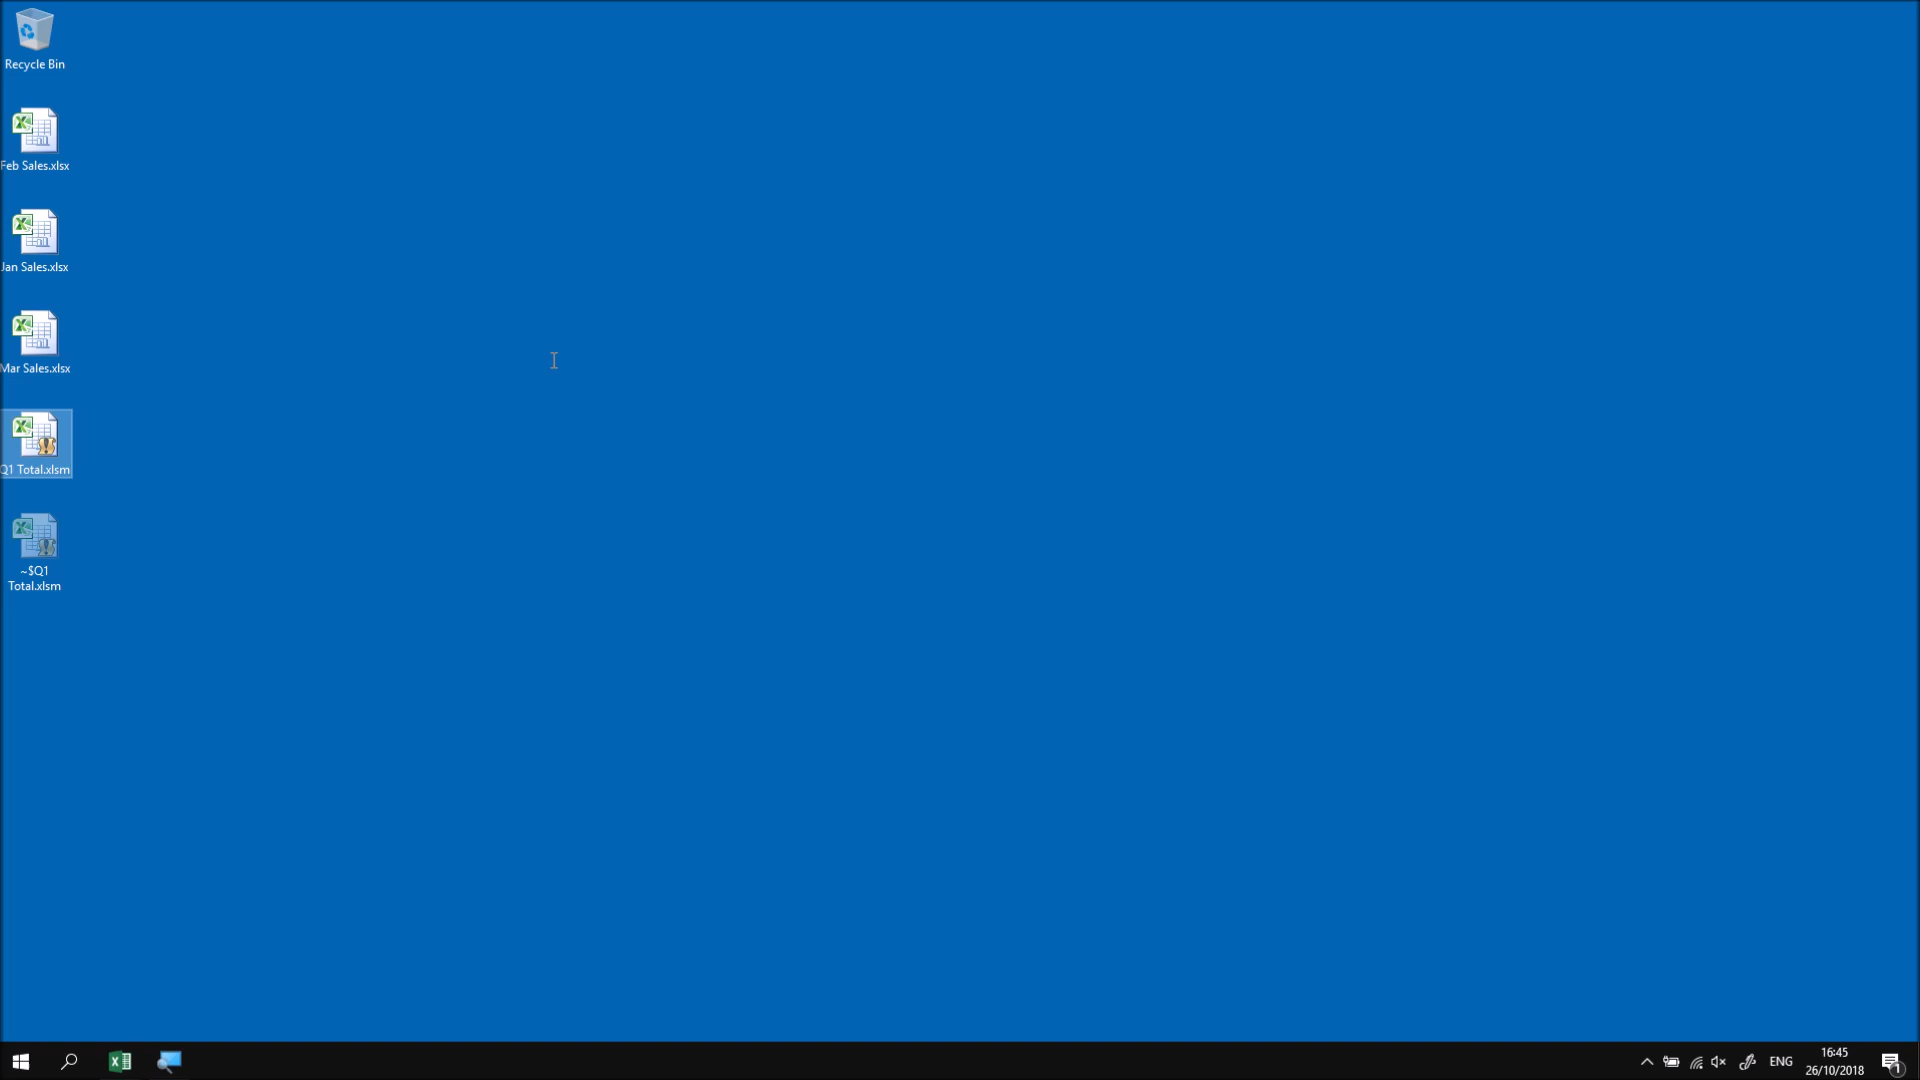 Recycle Bin
Feb Sales.xlsx
Jan Sales.xlsx
Mar Sales.xlsx
Q1 Total.xlsm
~$Q1
Total.xlsm
ENG
16:45
26/10/2018
1